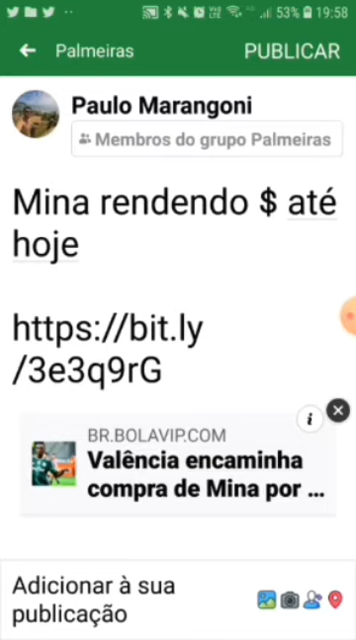 53% 19:58
Palmeiras PUBLICAR
Paulo Marangoni
Membros do grupo Palmeiras
Mina rendendo $ até
hoje
https://bit.ly
/3e3q9rG
BR.BOLAVIP.COM
Valência encaminha
compra de Mina por ...
Adicionar à sua
publicação